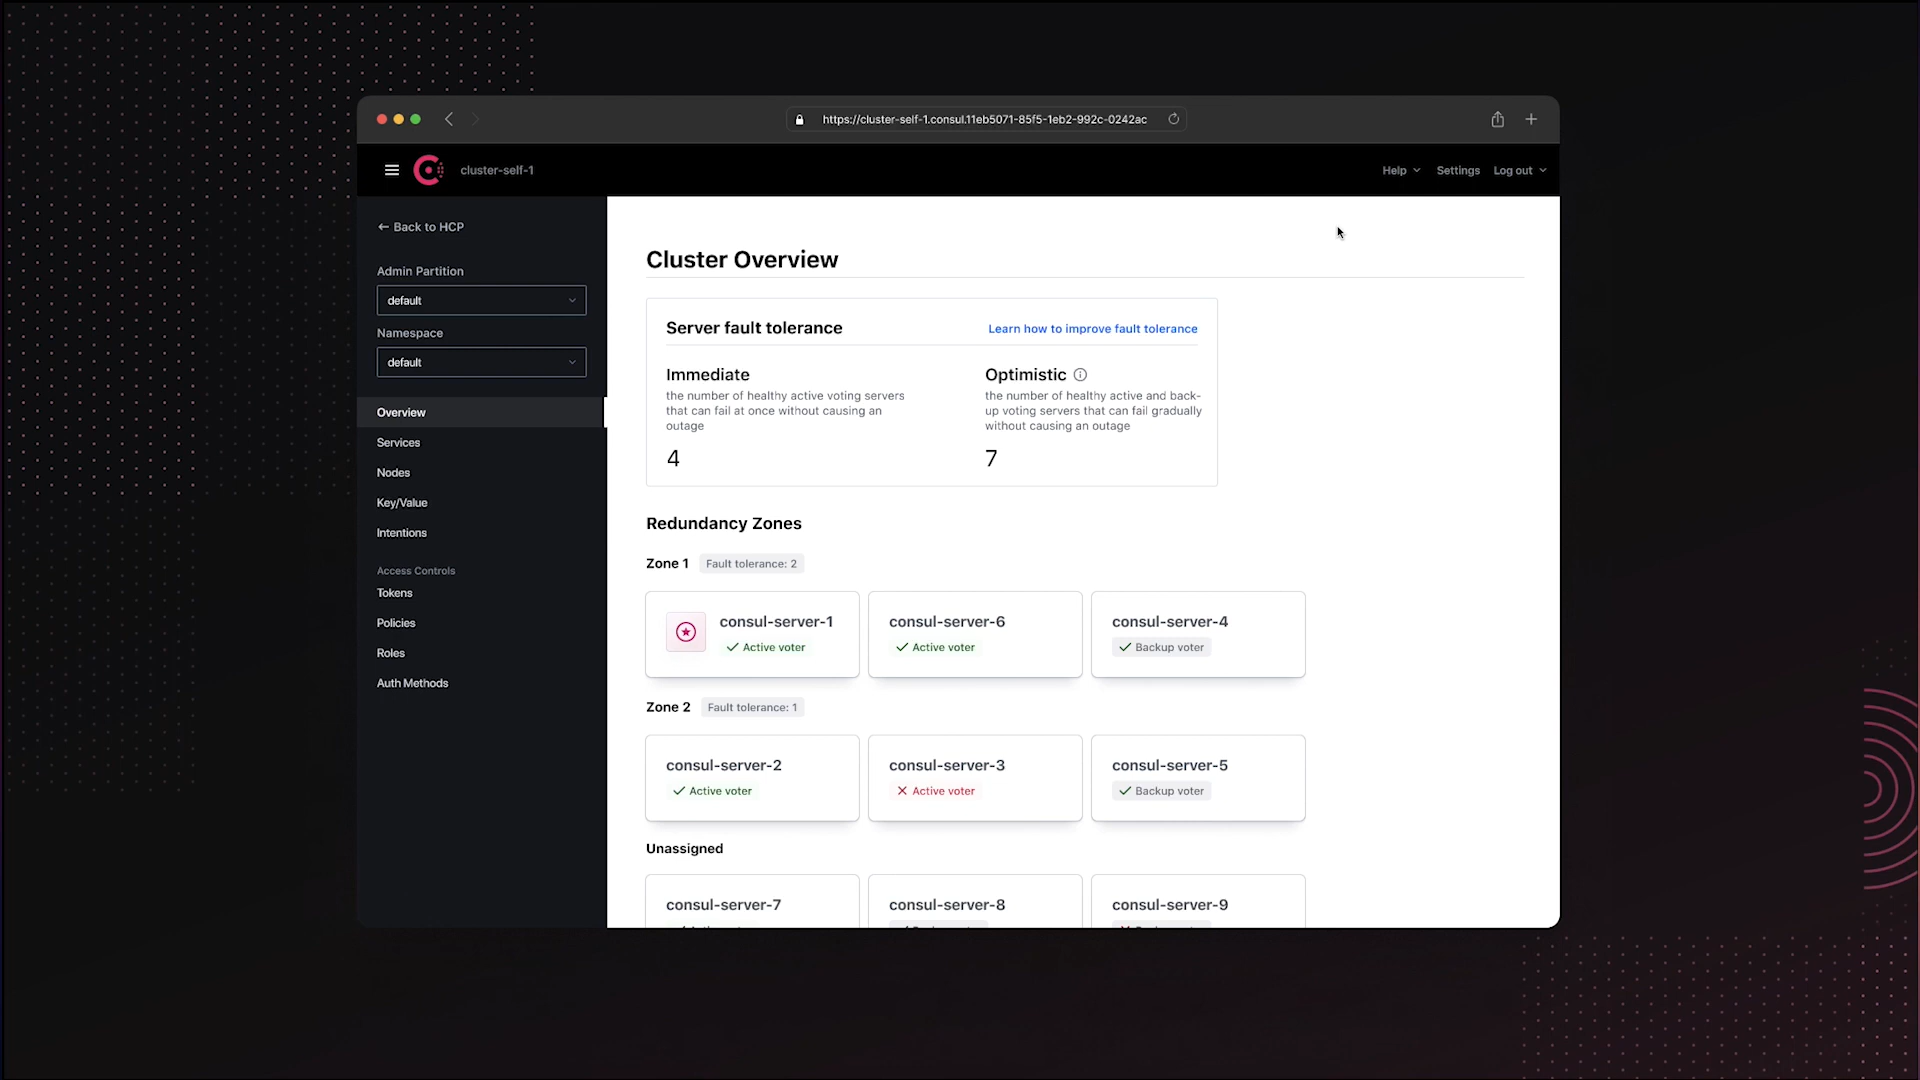 https://cluster-self-1.consul.11eb5071-85f5-1eb2-992c-0242ac
cluster-self-1
Help
Settings
Log out
← Back to HCP
Admin Partition
default
Namespace
default
Overview
Services
Nodes
Key/Value
Intentions
Access Controls
Tokens
Policies
Roles
Auth Methods
Cluster Overview
Server fault tolerance
Learn how to improve fault tolerance
Immediate
the number of healthy active voting servers
that can fail at once without causing an
outage
4
Optimistic
the number of healthy active and back-
up voting servers that can fail gradually
without causing an outage
7
Redundancy Zones
Zone 1
Fault tolerance: 2
consul-server-1
Active voter
consul-server-6
Active voter
consul-server-4
Backup voter
Zone 2
Fault tolerance: 1
consul-server-2
Active voter
consul-server-3
Active voter
consul-server-5
Backup voter
Unassigned
consul-server-7
consul-server-8
consul-server-9